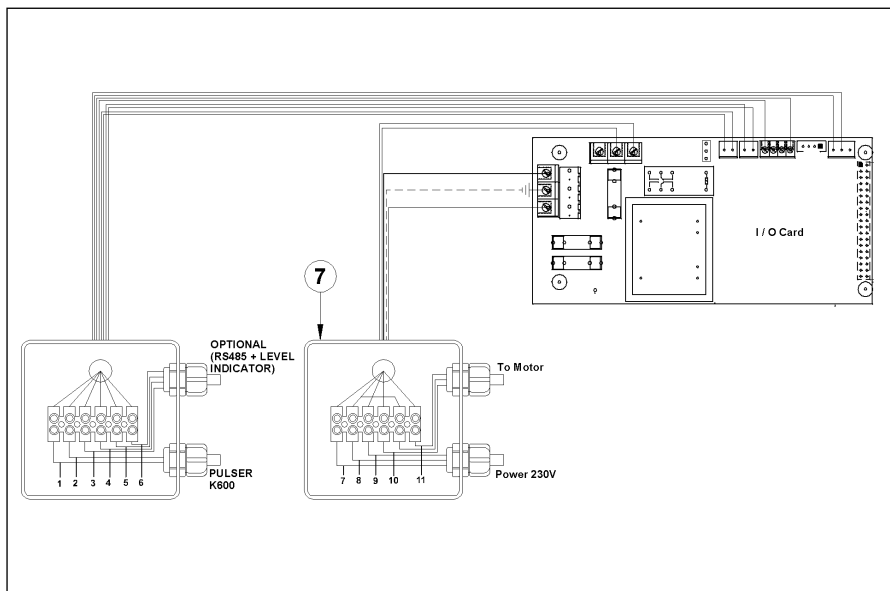 I / O Card
7
OPTIONAL
(RS485 + LEVEL
INDICATOR)
To Motor
PULSER
K600
Power 230V
1 2 3 4 5 6
7 8 9 10 11